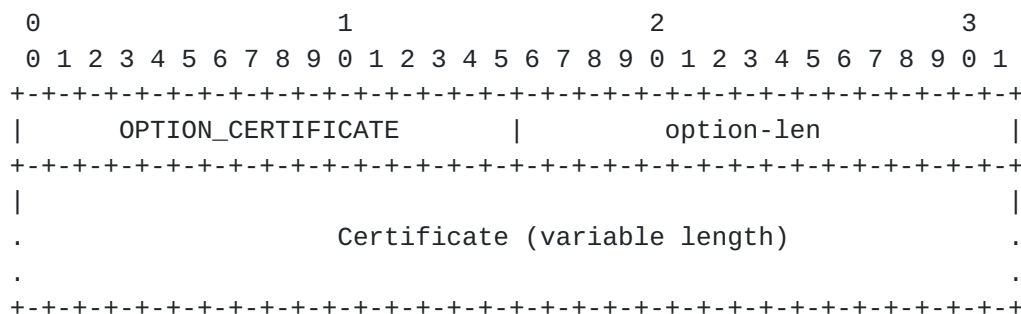 0                   1                   2                   3
 0 1 2 3 4 5 6 7 8 9 0 1 2 3 4 5 6 7 8 9 0 1 2 3 4 5 6 7 8 9 0 1
+-+-+-+-+-+-+-+-+-+-+-+-+-+-+-+-+-+-+-+-+-+-+-+-+-+-+-+-+-+-+-+-+
|      OPTION_CERTIFICATE       |         option-len            |
+-+-+-+-+-+-+-+-+-+-+-+-+-+-+-+-+-+-+-+-+-+-+-+-+-+-+-+-+-+-+-+-+
|                                                               |
.                    Certificate (variable length)              .
.                                                               .
+-+-+-+-+-+-+-+-+-+-+-+-+-+-+-+-+-+-+-+-+-+-+-+-+-+-+-+-+-+-+-+-+